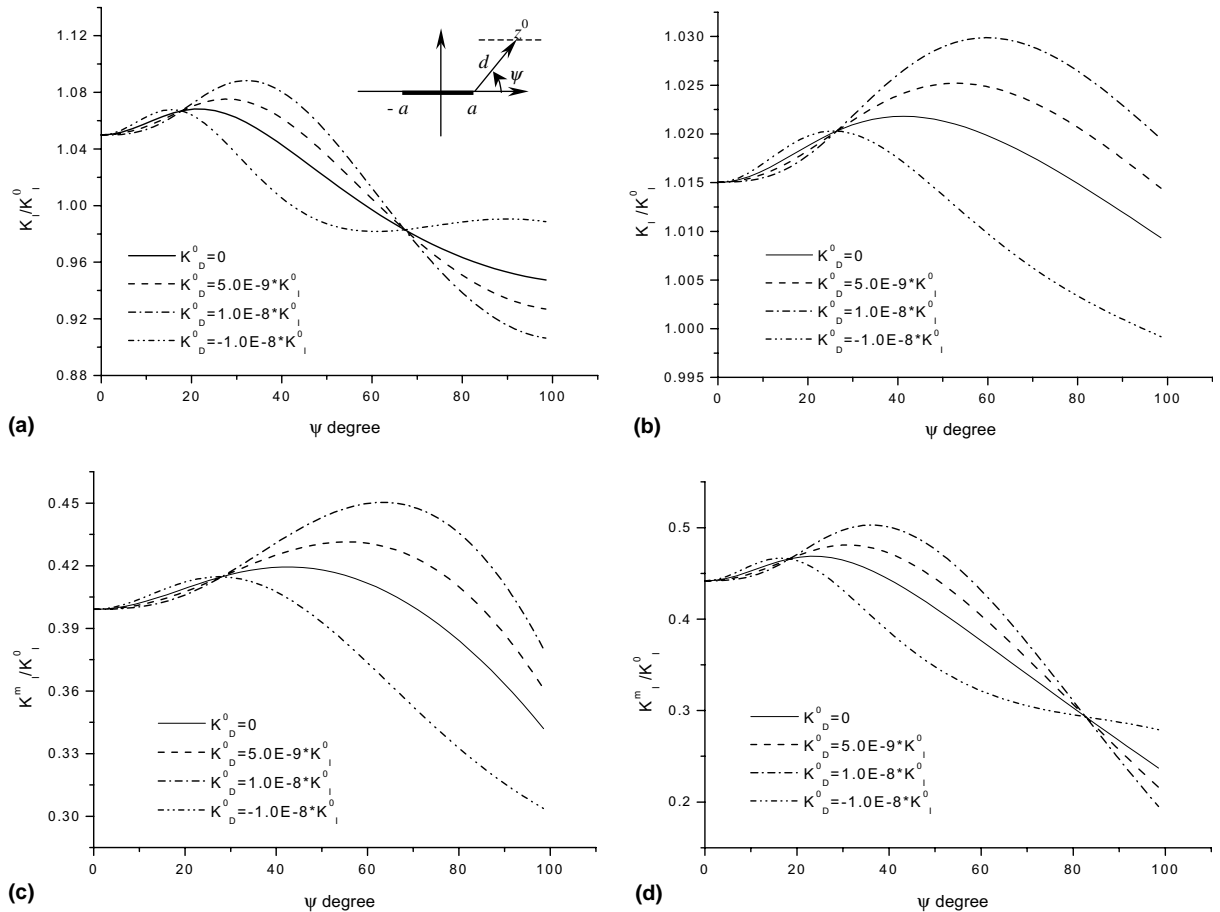 1.12
1.08
1.04
1.00
0.96
0.92
0.88
K_I/K^0_I
z^0
d
ψ
- a
a
K^0_D=0
K^0_D=5.0E-9*K^0_I
K^0_D=1.0E-8*K^0_I
K^0_D=-1.0E-8*K^0_I
0 20 40 60 80 100
ψ degree
(a)
1.030
1.025
1.020
1.015
1.010
1.005
1.000
0.995
K_I/K^0_I
K^0_D=0
K^0_D=5.0E-9*K^0_I
K^0_D=1.0E-8*K^0_I
K^0_D=-1.0E-8*K^0_I
0 20 40 60 80 100
ψ degree
(b)
0.45
0.42
0.39
0.36
0.33
0.30
K^m_I/K^0_I
K^0_D=0
K^0_D=5.0E-9*K^0_I
K^0_D=1.0E-8*K^0_I
K^0_D=-1.0E-8*K^0_I
0 20 40 60 80 100
ψ degree
(c)
0.5
0.4
0.3
0.2
K^m_I/K^0_I
K^0_D=0
K^0_D=5.0E-9*K^0_I
K^0_D=1.0E-8*K^0_I
K^0_D=-1.0E-8*K^0_I
0 20 40 60 80 100
ψ degree
(d)